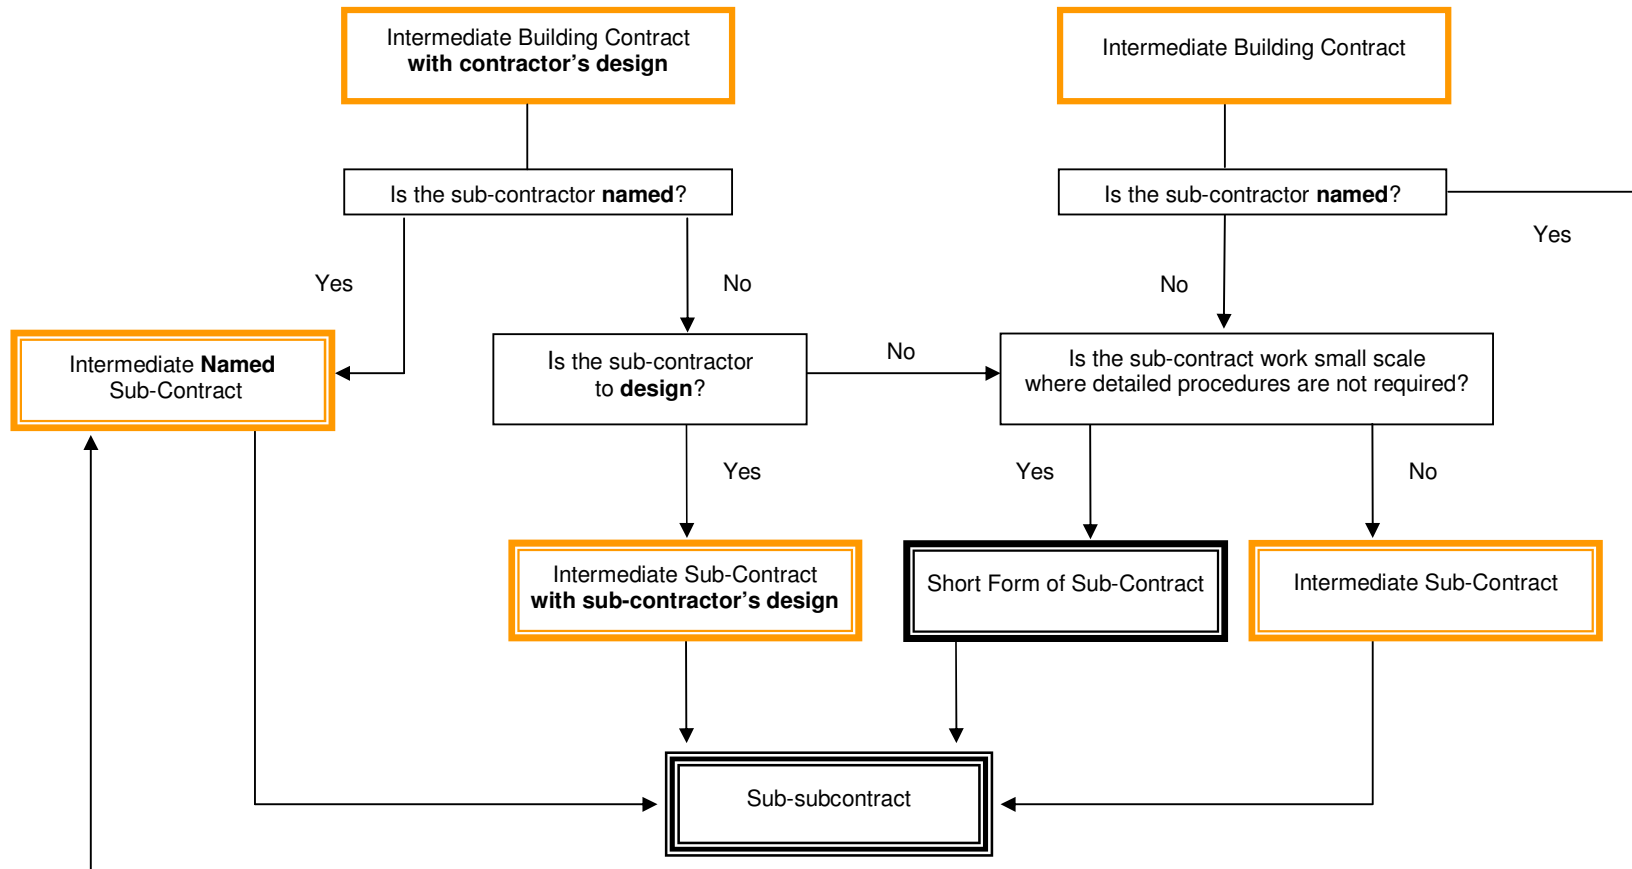 Intermediate Building Contract
with contractor’s design
Intermediate Building Contract
Is the sub-contractor named?
Is the sub-contractor named?
Yes
Yes
No
No
Intermediate Named
Sub-Contract
Is the sub-contractor
to design?
No
Is the sub-contract work small scale
where detailed procedures are not required?
Yes
Yes
No
Intermediate Sub-Contract
with sub-contractor’s design
Short Form of Sub-Contract
Intermediate Sub-Contract
Sub-subcontract